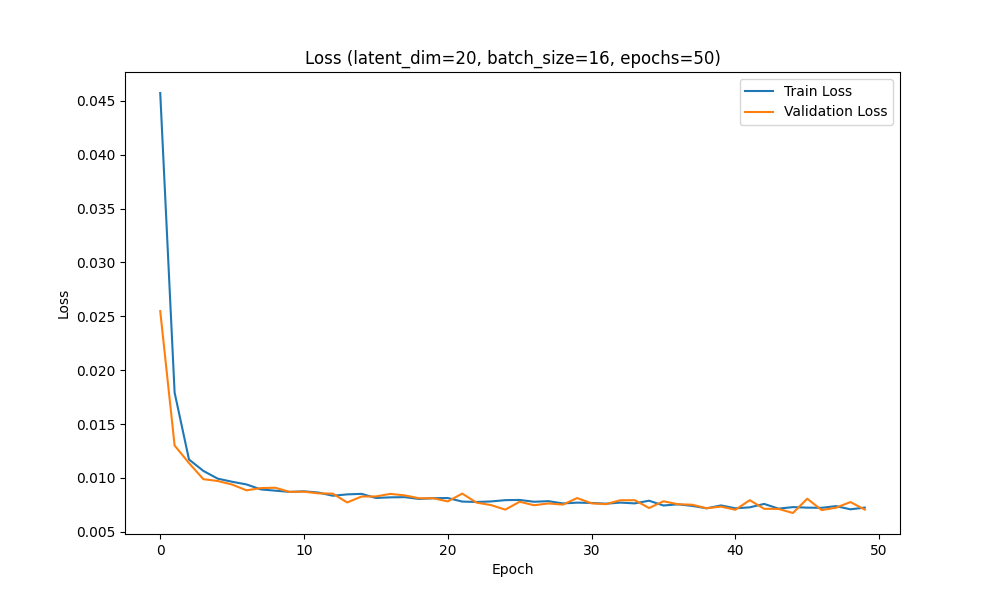 Loss (latent_dim=20, batch_size=16, epochs=50)
Train Loss
Validation Loss
0.045
0.040
0.035
0.030
0.025
0.020
0.015
0.010
0.005
Loss
0 10 20 30 40 50
Epoch